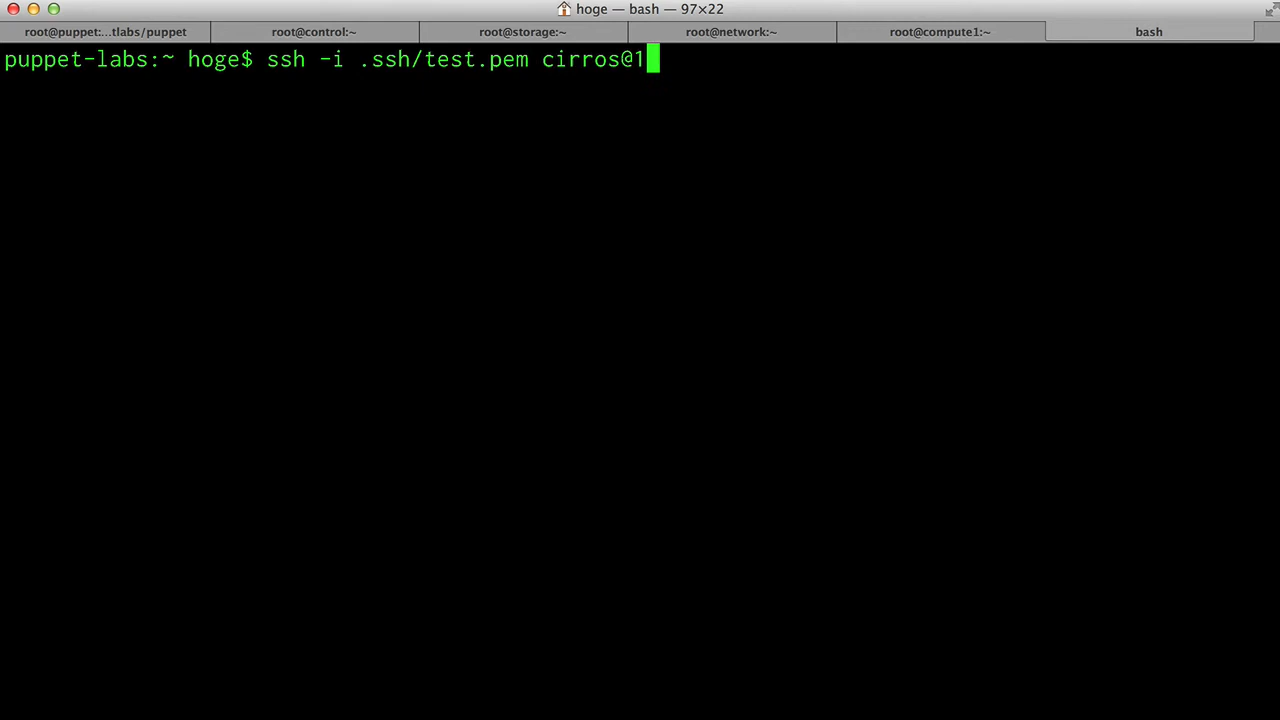 hoge — bash — 97×22
root@puppet:...tlabs/puppet
root@control:~
root@storage:~
root@network:~
root@compute1:~
bash
puppet-labs:~ hoge$ ssh -i .ssh/test.pem cirros@1